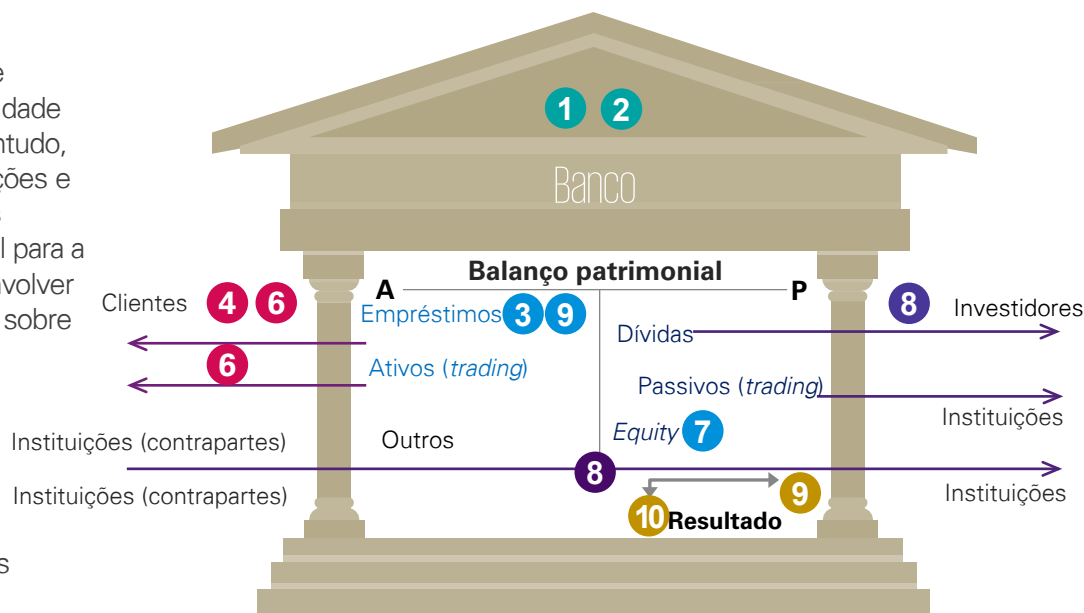 e
dade
ntudo,
ções e
l para a
volver
sobre
s
1 2
Banco
Balanço patrimonial
A
P
Clientes 4 6
Empréstimos 3 9
Dívidas
8 Investidores
6
Ativos (trading)
Passivos (trading)
Instituições
Instituições (contrapartes)
Outros
Equity 7
8
Instituições (contrapartes)
Instituições
9
10 Resultado